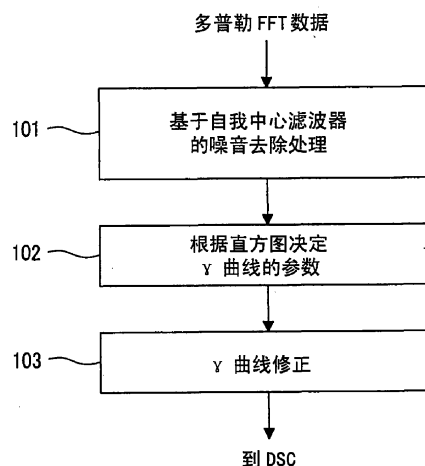 多普勒 FFT 数据
101
基于自我中心滤波器
的噪音去除处理
102
根据直方图决定
γ 曲线的参数
103
γ 曲线修正
到 DSC